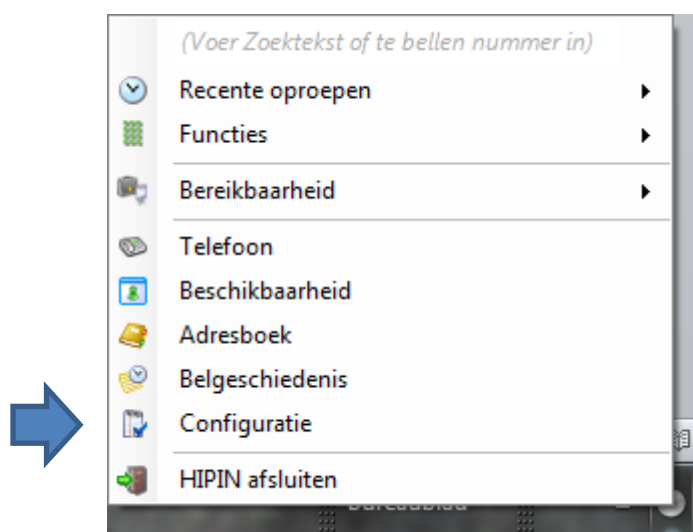 (Voer Zoektekst of te bellen nummer in)
Recente oproepen
Functies
Bereikbaarheid
Telefoon
Beschikbaarheid
Adresboek
Belgeschiedenis
Configuratie
HIPIN afsluiten